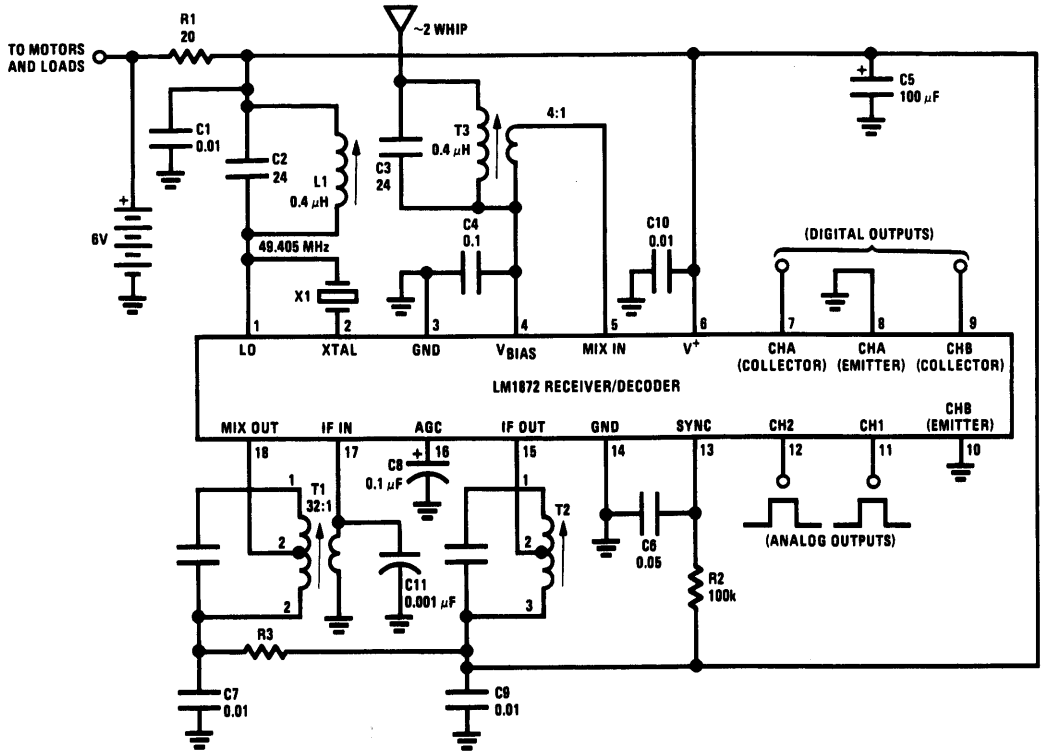 R1
20
~2 WHIP
TO MOTORS
AND LOADS
+
C5
100 µF
C1
0.01
C2
24
L1
0.4 µH
C3
24
T3
0.4 µH
4:1
+
6V
49.405 MHz
X1
C4
0.1
C10
0.01
(DIGITAL OUTPUTS)
1 2 3 4 5 6 7 8 9
LO XTAL GND VBIAS MIX IN V+ CHA (COLLECTOR) CHA (EMITTER) CHB (COLLECTOR)
LM1872 RECEIVER/DECODER
MIX OUT IF IN AGC IF OUT GND SYNC CH2 CH1 CHB (EMITTER)
18 17 16 15 14 13 12 11 10
+
C8
0.1 µF
1
T1
32:1
2
2
C11
0.001 µF
1
T2
2
3
C6
0.05
R2
100k
(ANALOG OUTPUTS)
R3
C7
0.01
C9
0.01